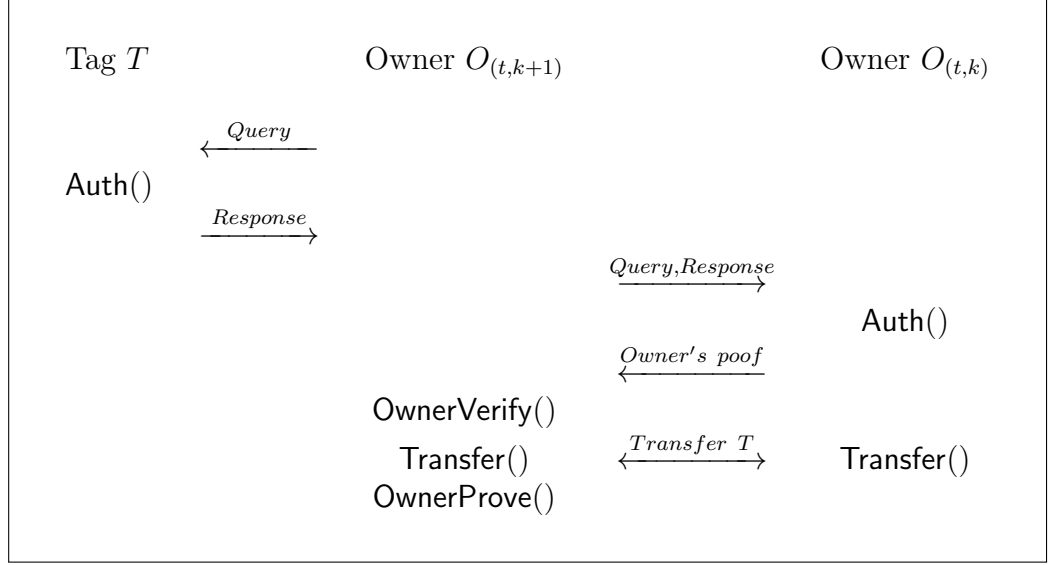 Tag T Owner O(t,k+1) Owner O(t,k)
Query
Auth()
Response
Query,Response
Auth()
Owner's poof
OwnerVerify()
Transfer() Transfer T Transfer()
OwnerProve()